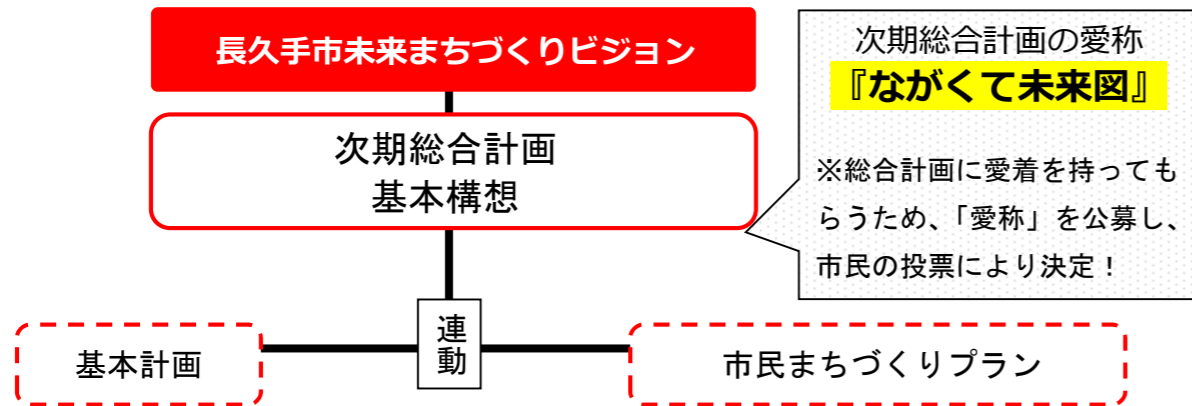 長久手市未来まちづくりビジョン
次期総合計画
基本構想
次期総合計画の愛称
『ながくて未来図』
※総合計画に愛着を持っても
らうため、「愛称」を公募し、
市民の投票により決定！
連動
基本計画
市民まちづくりプラン